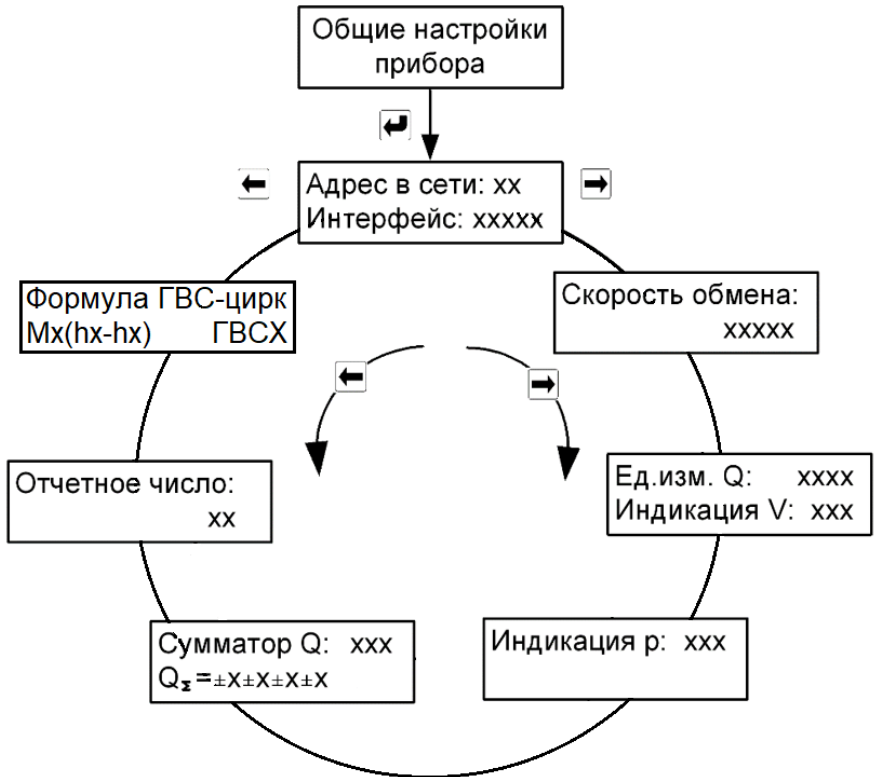 Общие настройки
прибора
Адрес в сети: xx
Интерфейс: xxxxx
Формула ГВС-цирк
Mx(hx-hx) ГВСХ
Скорость обмена:
xxxxx
Отчетное число:
xx
Ед.изм. Q: xxxx
Индикация V: xxx
Сумматор Q: xxx
QΣ=±x±x±x±x
Индикация p: xxx